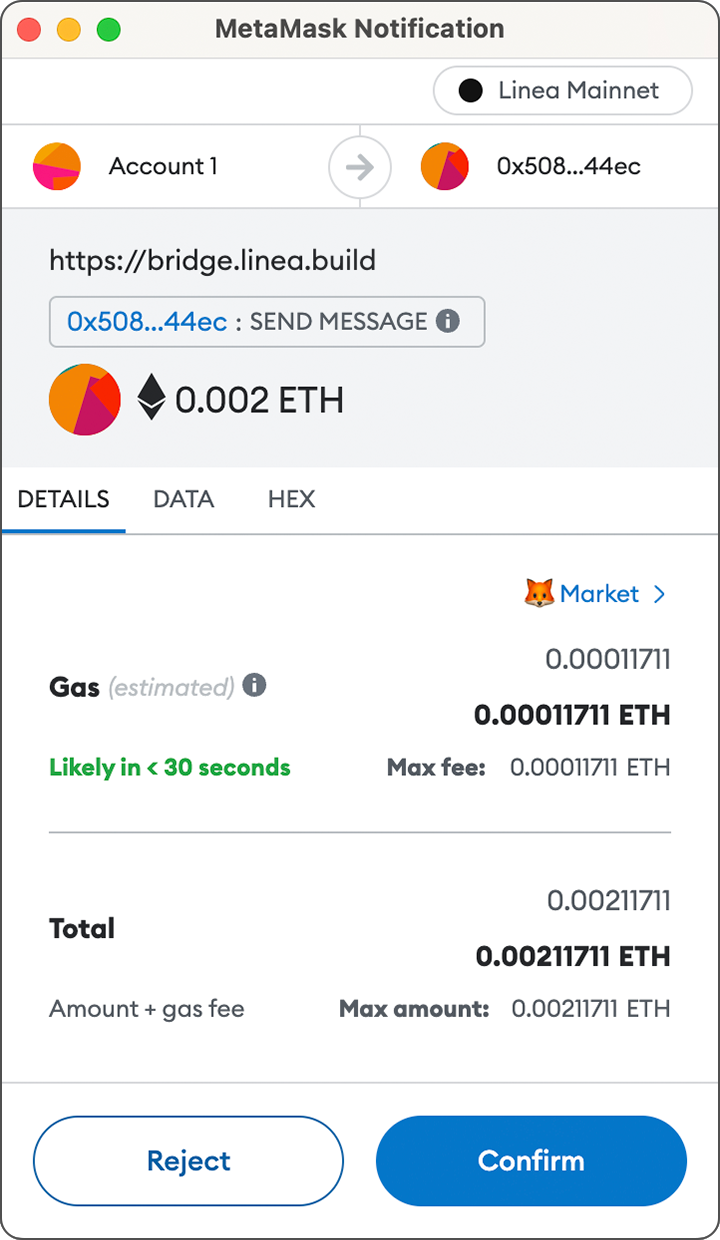 MetaMask Notification
Linea Mainnet
Account 1
0x508...44ec
https://bridge.linea.build
0x508...44ec : SEND MESSAGE
0.002 ETH
DETAILS DATA HEX
Market
0.00011711
Gas (estimated)
0.00011711 ETH
Likely in < 30 seconds Max fee: 0.00011711 ETH
0.00211711
Total
0.00211711 ETH
Amount + gas fee Max amount: 0.00211711 ETH
Reject Confirm